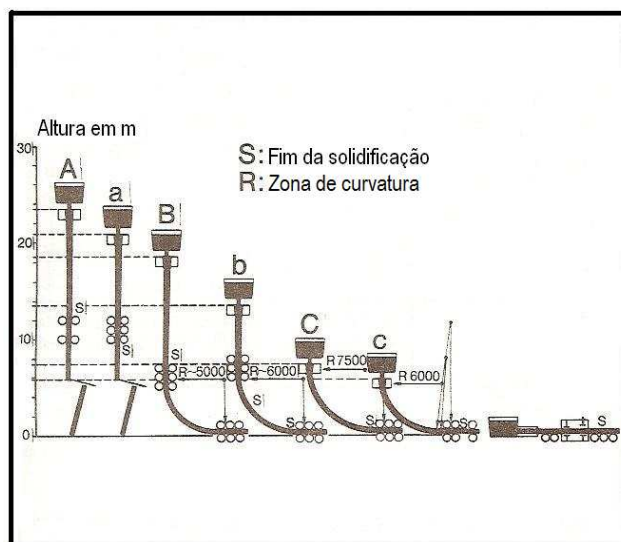 Altura em m
30
S: Fim da solidificação
R: Zona de curvatura
A
a
B
20
b
S
C
c
10
S
S
R 7500
R~5000
R~6000
R 6000
S
S
S
S
S
0